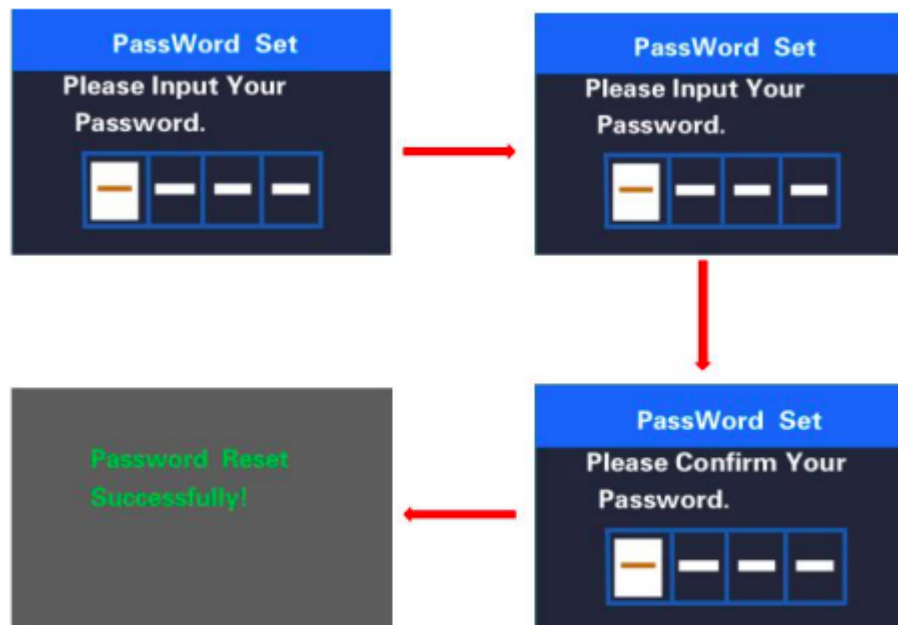 PassWord Set
Please Input Your
Password.
PassWord Set
Please Input Your
Password.
PassWord Set
Please Confirm Your
Password.
Password Reset
Successfully!